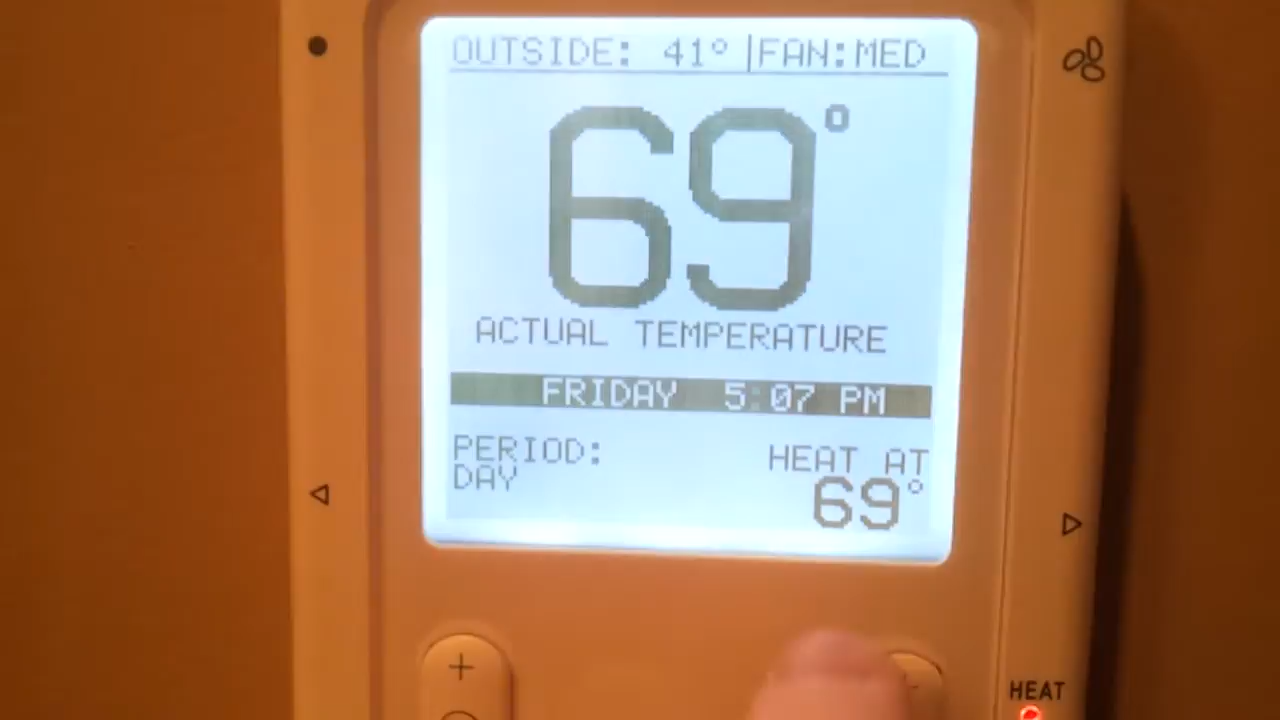 OUTSIDE: 41° |FAN:MED
69°
ACTUAL TEMPERATURE
FRIDAY 5:07 PM
PERIOD:
DAY
HEAT AT
69°
+
HEAT